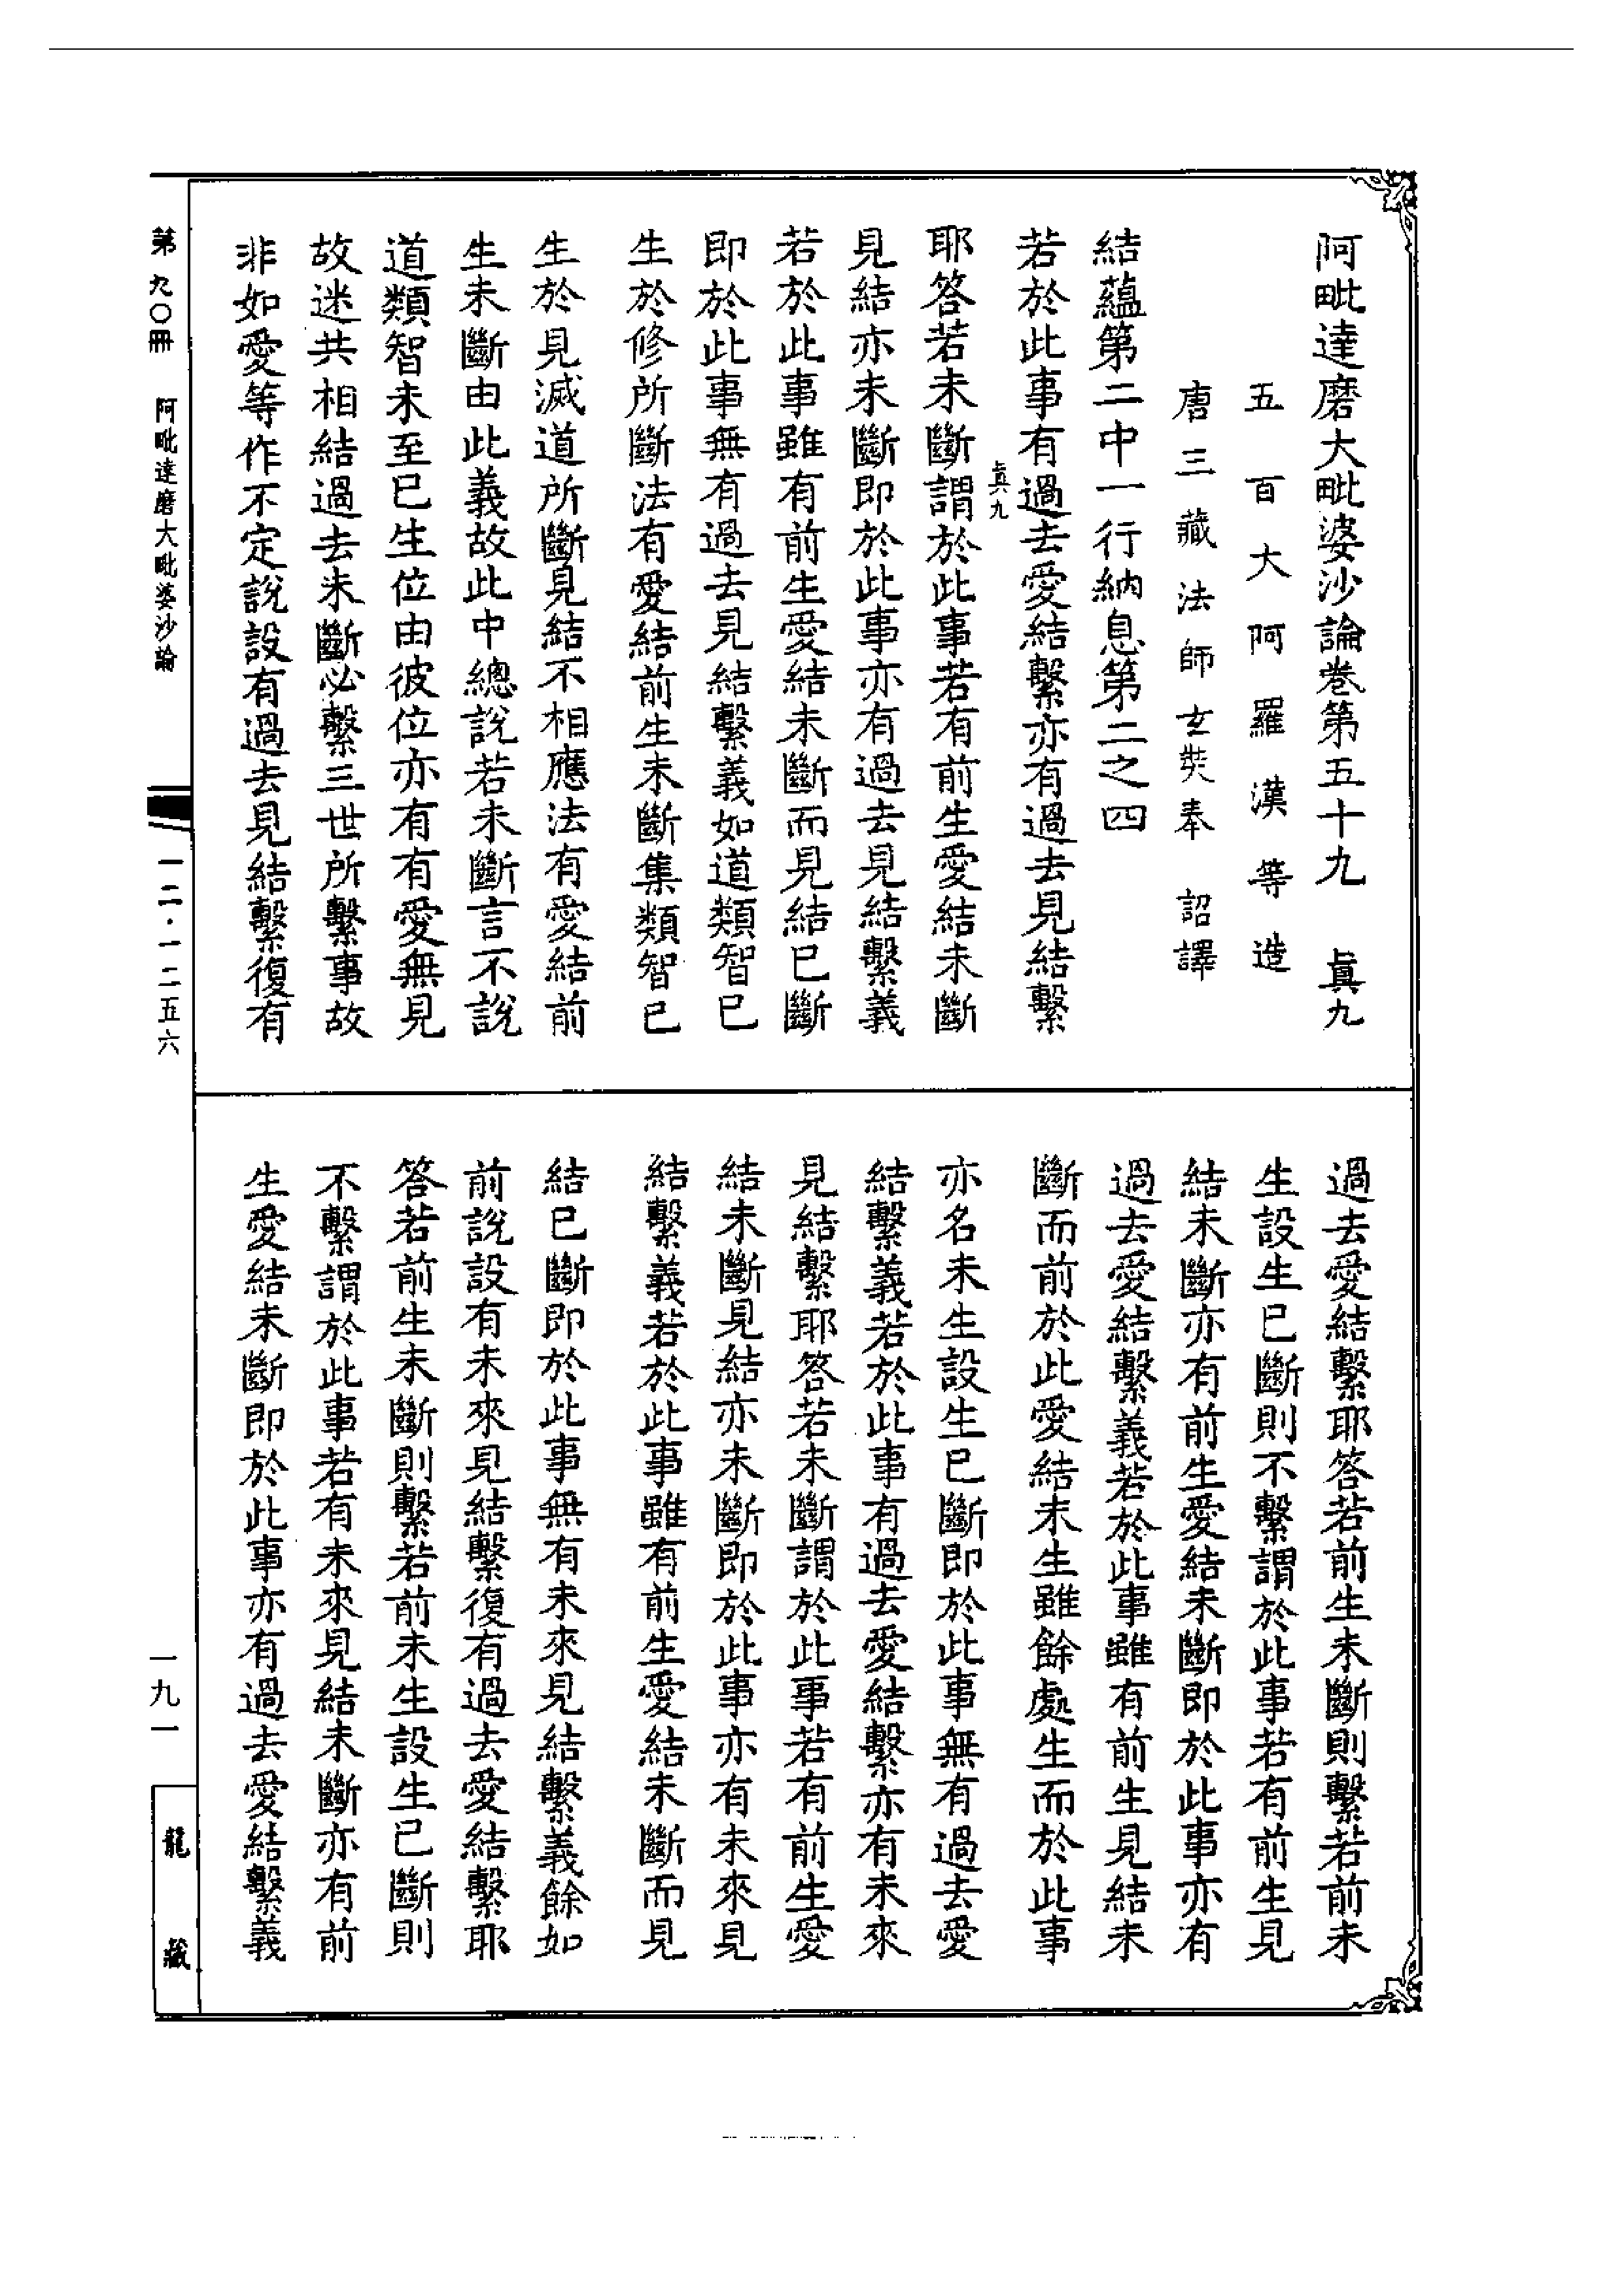 阿毗達磨大毗婆沙論卷第五十九 眞九
五百大阿羅漢等造
唐三藏法師玄奘奉 詔譯
結蘊第二中一行納息第二之四
若於此事有過去愛結繫亦有過去見結繫
眞九
耶答若未斷謂於此事若有前生愛結未斷
見結亦未斷即於此事亦有過去見結繫義
若於此事雖有前生愛結未斷而見結已斷
即於此事無有過去見結繫義如道類智已
生於修所斷法有愛結前生未斷集類智已
生於見滅道所斷見結不相應法有愛結前
生未斷由此義故此中總說若未斷言不說
道類智未至已生位由彼位亦有有愛無見
故迷共相結過去未斷必繫三世所繫事故
非如愛等作不定說設有過去見結繫復有
過去愛結繫耶答若前生未斷則繫若前未
生設生已斷則不繫謂於此事若有前生見
結未斷亦有前生愛結未斷即於此事亦有
過去愛結繫義若於此事雖有前生見結未
斷而前於此愛結未生雖餘處生而於此事
亦名未生設生已斷即於此事無有過去愛
結繫義若於此事有過去愛結繫亦有未來
見結繫耶答若未斷謂於此事若有前生愛
結未斷見結亦未斷即於此事亦有未來見
結繫義若於此事雖有前生愛結未斷而見
結已斷即於此事無有未來見結繫義餘如
前說設有未來見結繫復有過去愛結繫耶
答若前生未斷則繫若前未生設生已斷則
不繫謂於此事若有未來見結未斷亦有前
生愛結未斷即於此事亦有過去愛結繫義
第九〇冊 阿毗達磨大毗婆沙論
一二·一二五六
一九一
龍藏